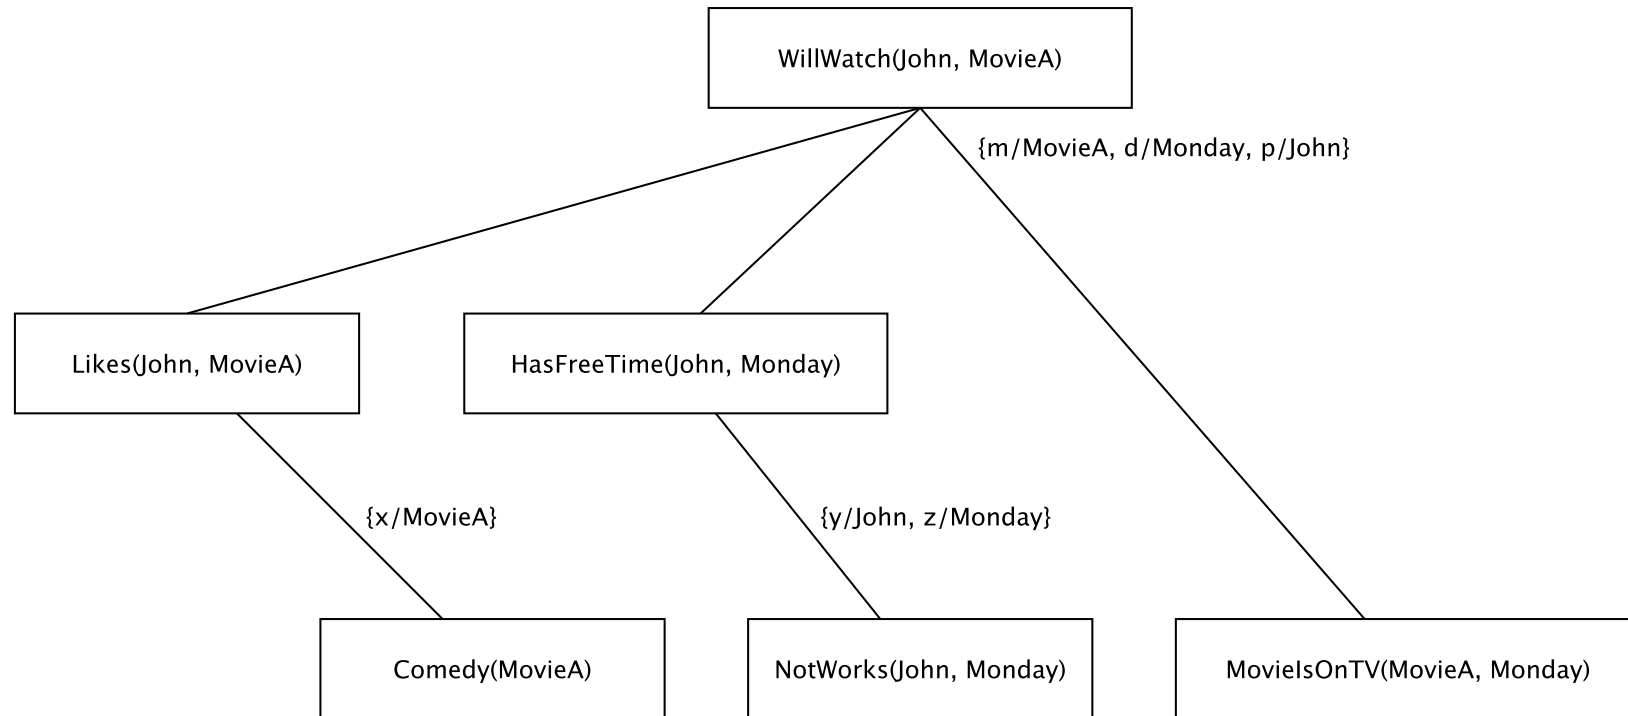 WillWatch(John, MovieA)
{m/MovieA, d/Monday, p/John}
Likes(John, MovieA)
HasFreeTime(John, Monday)
{x/MovieA}
{y/John, z/Monday}
Comedy(MovieA)
NotWorks(John, Monday)
MovieIsOnTV(MovieA, Monday)